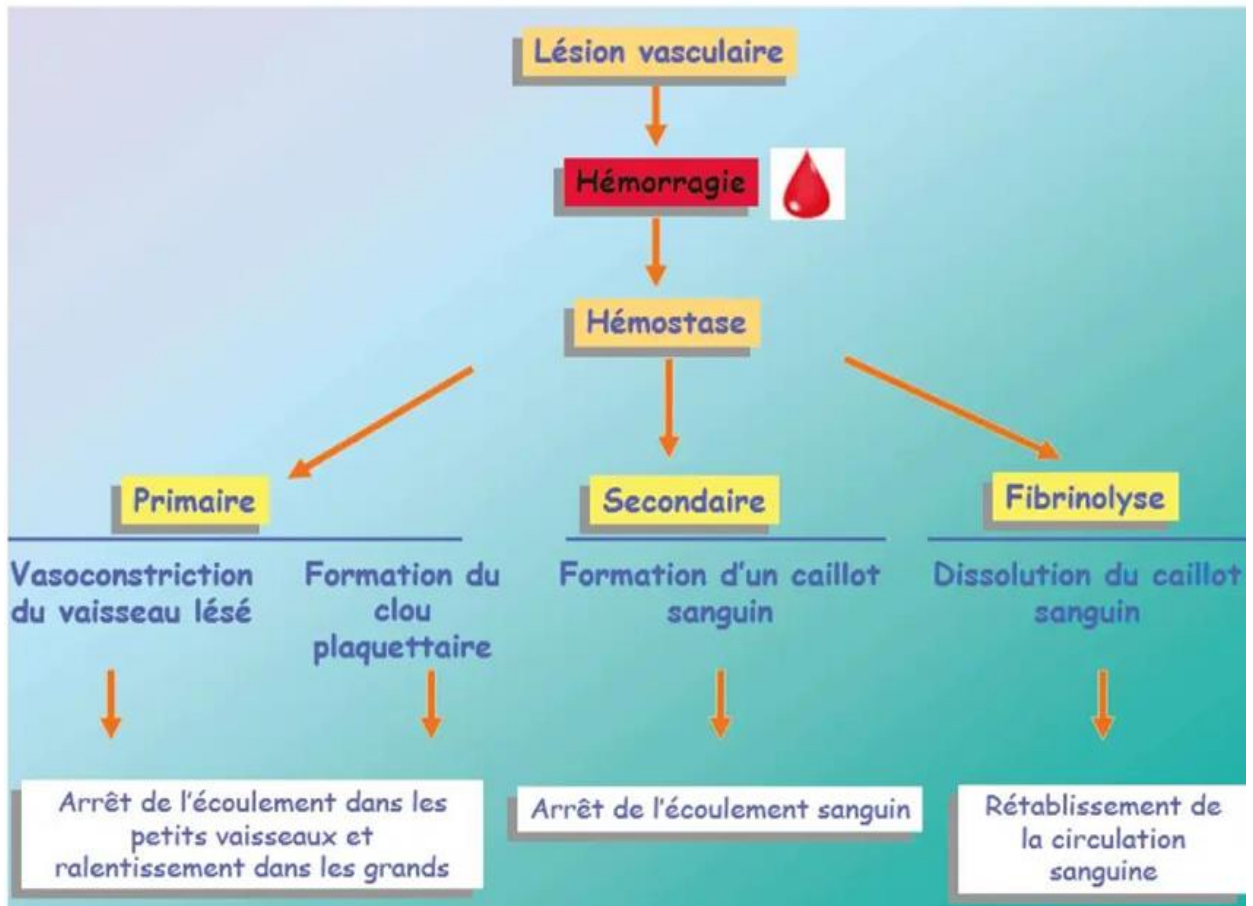 Lésion vasculaire
Hémorragie
Hémostase
Primaire
Secondaire
Fibrinolyse
Vasoconstriction
du vaisseau lésé
Formation du
clou
plaquettaire
Formation d'un caillot
sanguin
Dissolution du caillot
sanguin
Arrêt de l'écoulement dans les
petits vaisseaux et
ralentissement dans les grands
Arrêt de l'écoulement sanguin
Rétablissement de
la circulation
sanguine